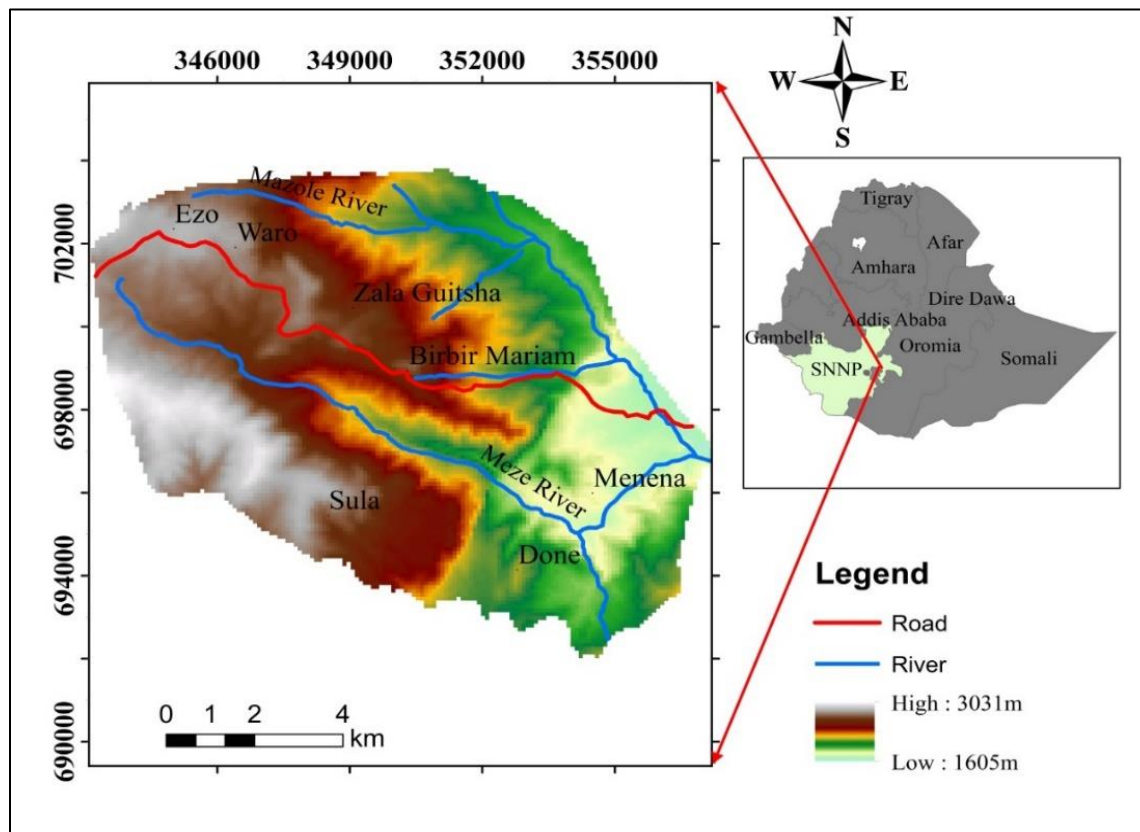 N
W E
S
346000 349000 352000 355000
702000
698000
694000
690000
Mazole River
Ezo
Waro
Zala Guitsha
Birbir Mariam
Meze River
Menena
Sula
Done
0 1 2 4
km
Tigray
Afar
Amhara
Dire Dawa
Addis Ababa
Gambella
Oromia
SNNP
Somali
Legend
Road
River
High : 3031m
Low : 1605m